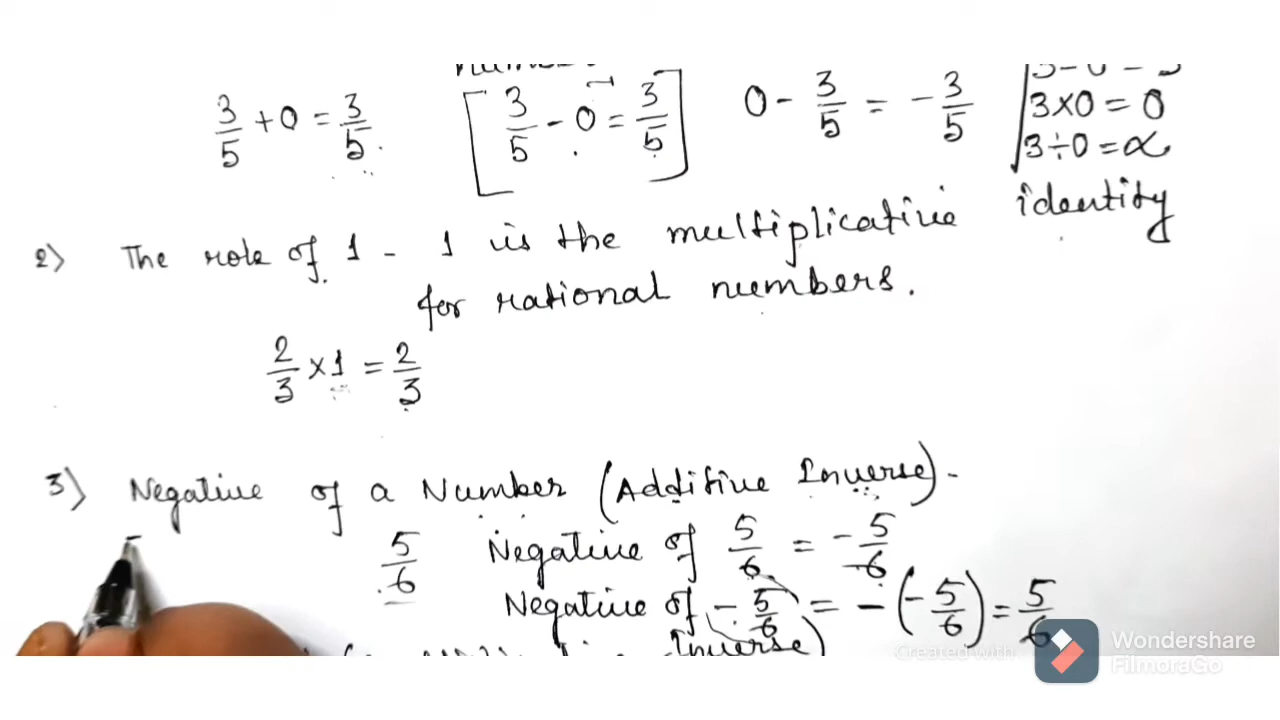 3/5 + 0 = 3/5. [3/5 - 0 = 3/5] 0 - 3/5 = - 3/5
3×0 = 0
3÷0 = ∝
2) The role of 1 - 1 is the multiplicative identity
for rational numbers.
2/3 × 1 = 2/3
3) Negative of a Number (Additive Inverse) -
5/6 Negative of 5/6 = - 5/6
Negative of - 5/6 = - (- 5/6) = 5/6
Inverse)
Created with
Wondershare
FilmoraGo